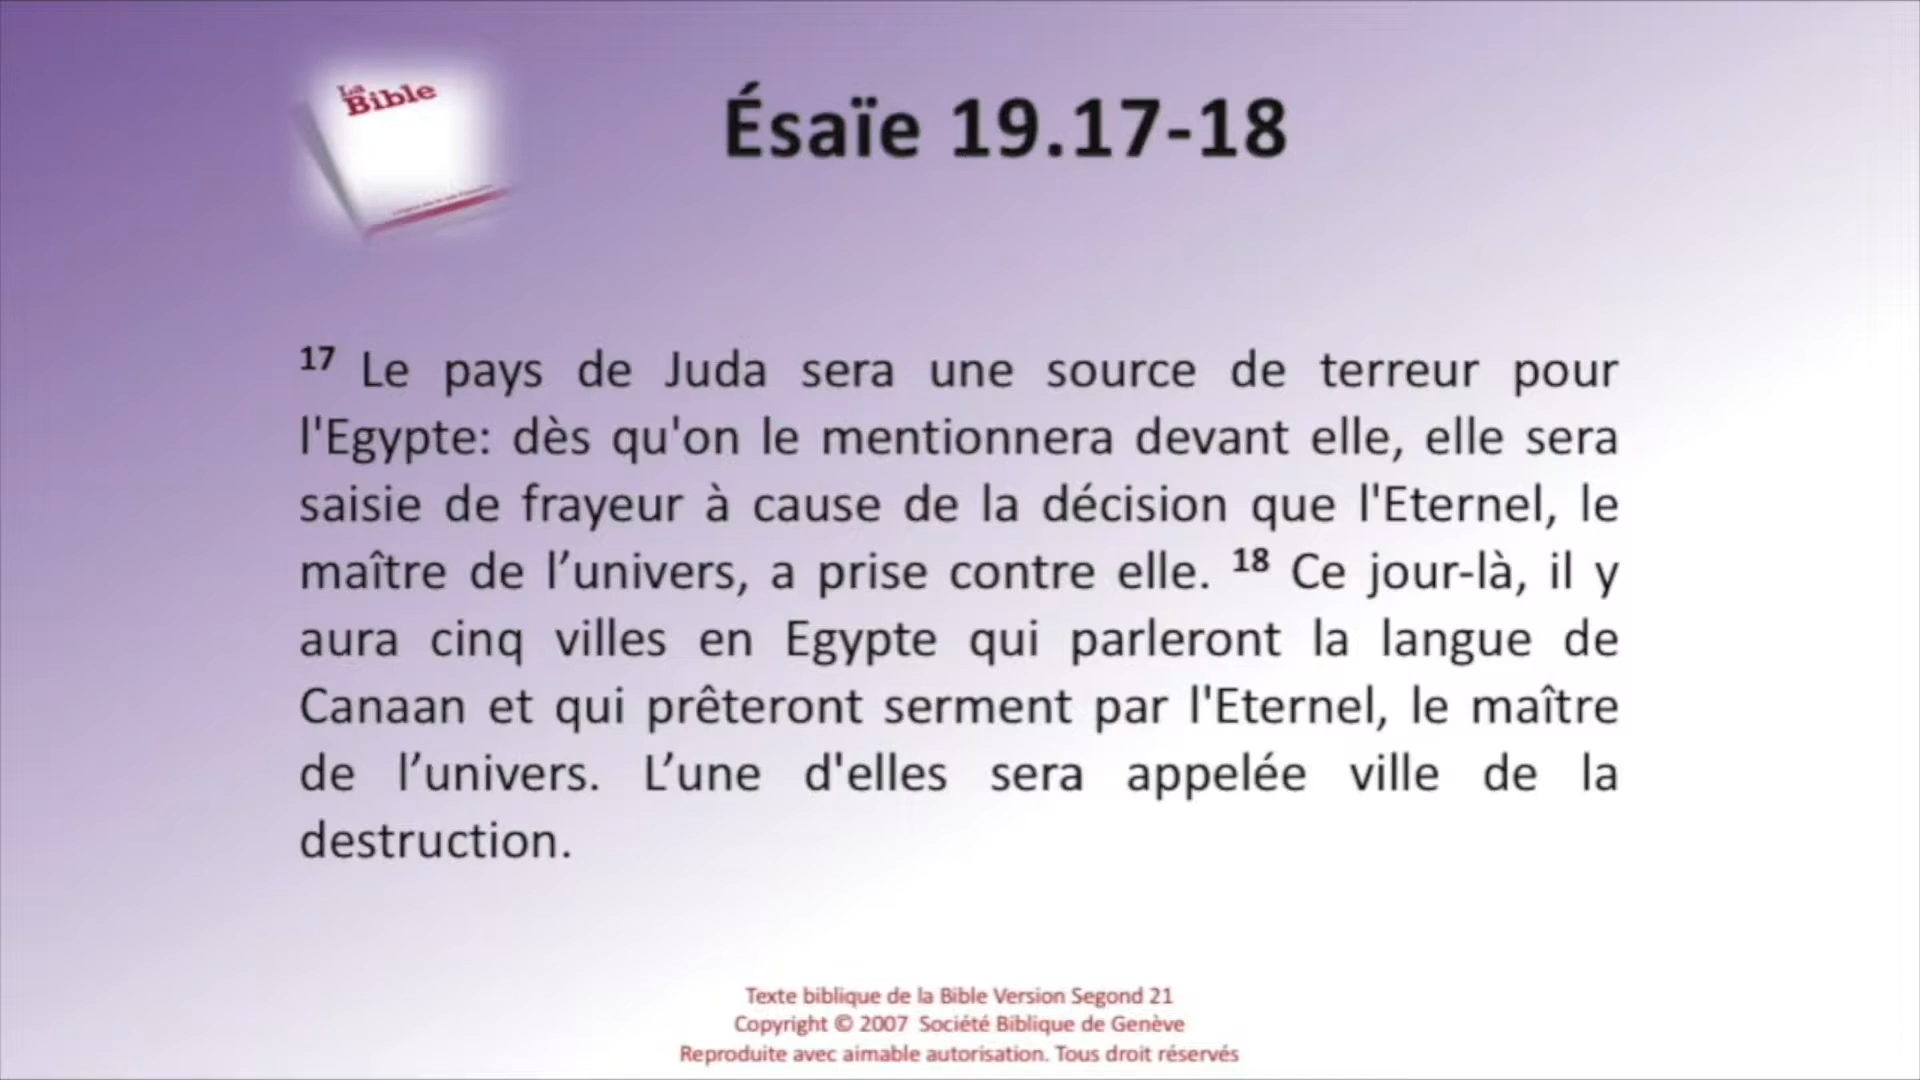 La
Bible
Ésaïe 19.17-18
17 Le pays de Juda sera une source de terreur pour
l'Egypte: dès qu'on le mentionnera devant elle, elle sera
saisie de frayeur à cause de la décision que l'Eternel, le
maître de l’univers, a prise contre elle. 18 Ce jour-là, il y
aura cinq villes en Egypte qui parleront la langue de
Canaan et qui prêteront serment par l'Eternel, le maître
de l’univers. L’une d'elles sera appelée ville de la
destruction.
Texte biblique de la Bible Version Segond 21
Copyright © 2007 Société Biblique de Genève
Reproduite avec aimable autorisation. Tous droit réservés